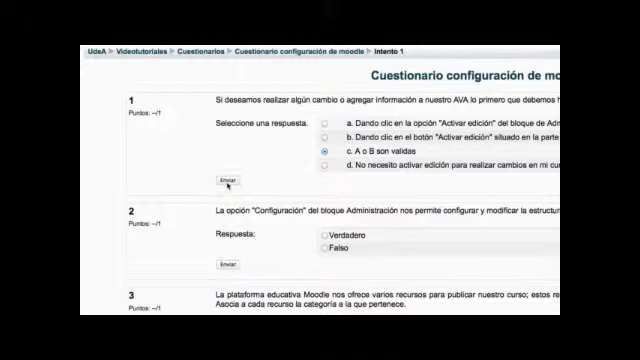 UdeA ▶ Videotutoriales ▶ Cuestionarios ▶ Cuestionario configuración de moodle ▶ Intento 1
Cuestionario configuración de mo
1
Puntos: --/1
Si deseamos realizar algún cambio o agregar información a nuestro AVA lo primero que debemos h
Seleccione una respuesta.
a. Dando clic en la opción "Activar edición" del bloque de Adm
b. Dando clic en el botón "Activar edición" situado en la parte
c. A o B son validas
d. No necesito activar edición para realizar cambios en mi cu
Enviar
2
Puntos: --/1
La opción "Configuración" del bloque Administración nos permite configurar y modificar la estructu
Respuesta:
Verdadero
Falso
Enviar
3
Puntos: --/1
La plataforma educativa Moodle nos ofrece varios recursos para publicar nuestro curso; estos re
Asocia a cada recurso la categoría a la que pertenece.